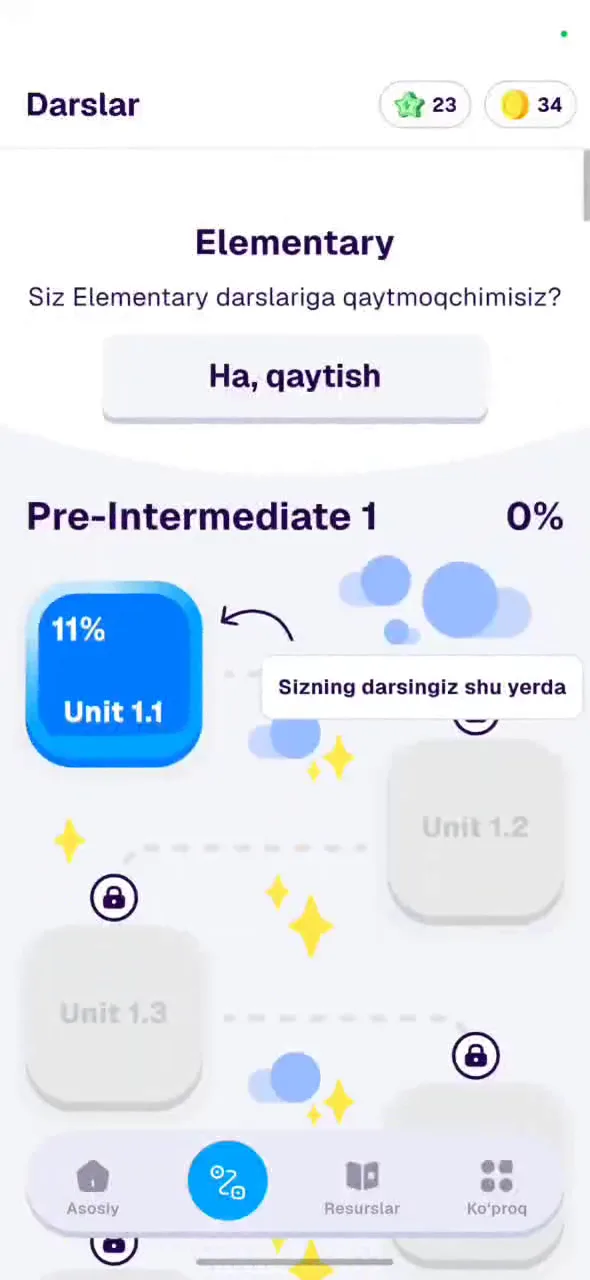 Darslar
23
34
Elementary
Siz Elementary darslariga qaytmoqchimisiz?
Ha, qaytish
Pre-Intermediate 1
0%
11%
Unit 1.1
Sizning darsingiz shu yerda
Unit 1.2
Unit 1.3
Asosiy
Resurslar
Ko‘proq